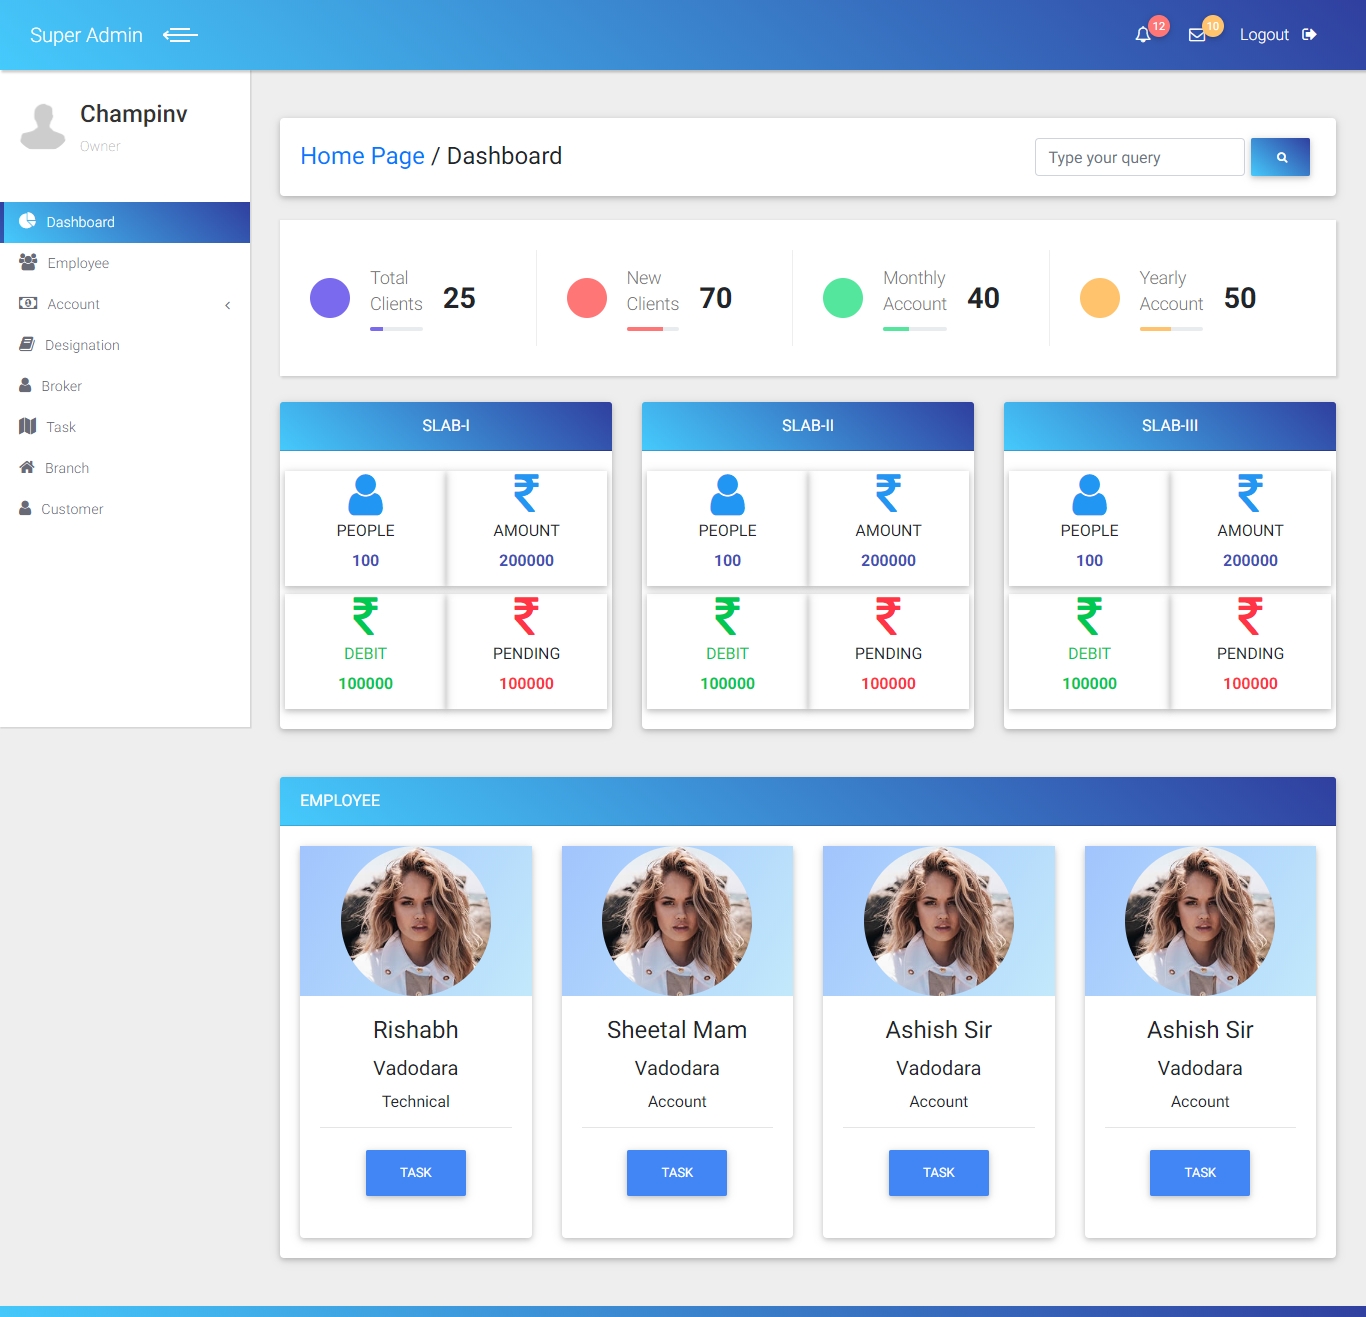 Super Admin
12
10
Logout
Champinv
Owner
Dashboard
Employee
Account
Designation
Broker
Task
Branch
Customer
Home Page / Dashboard
Type your query
Total
Clients
25
New
Clients
70
Monthly
Account
40
Yearly
Account
50
SLAB-I
PEOPLE
100
AMOUNT
200000
DEBIT
100000
PENDING
100000
SLAB-II
PEOPLE
100
AMOUNT
200000
DEBIT
100000
PENDING
100000
SLAB-III
PEOPLE
100
AMOUNT
200000
DEBIT
100000
PENDING
100000
EMPLOYEE
Rishabh
Vadodara
Technical
TASK
Sheetal Mam
Vadodara
Account
TASK
Ashish Sir
Vadodara
Account
TASK
Ashish Sir
Vadodara
Account
TASK